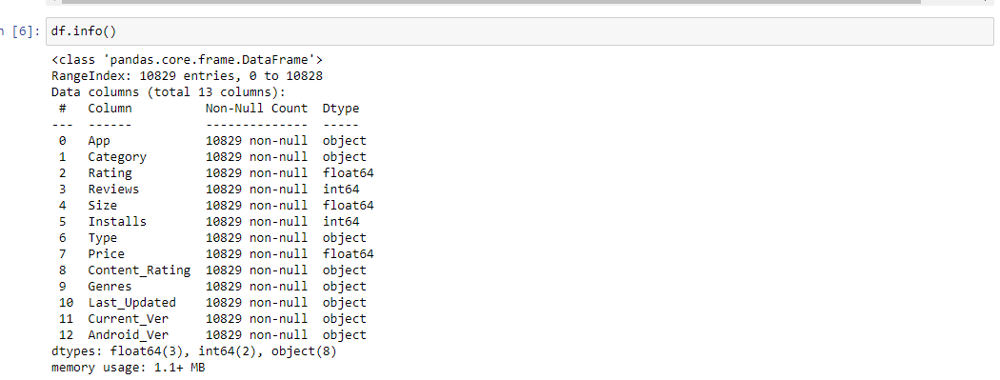 [6]: df.info()
<class 'pandas.core.frame.DataFrame'>
RangeIndex: 10829 entries, 0 to 10828
Data columns (total 13 columns):
 #   Column          Non-Null Count  Dtype
---  ------          --------------  -----
 0   App             10829 non-null  object
 1   Category        10829 non-null  object
 2   Rating          10829 non-null  float64
 3   Reviews         10829 non-null  int64
 4   Size            10829 non-null  float64
 5   Installs        10829 non-null  int64
 6   Type            10829 non-null  object
 7   Price           10829 non-null  float64
 8   Content_Rating  10829 non-null  object
 9   Genres          10829 non-null  object
 10  Last_Updated    10829 non-null  object
 11  Current_Ver     10829 non-null  object
 12  Android_Ver     10829 non-null  object
dtypes: float64(3), int64(2), object(8)
memory usage: 1.1+ MB